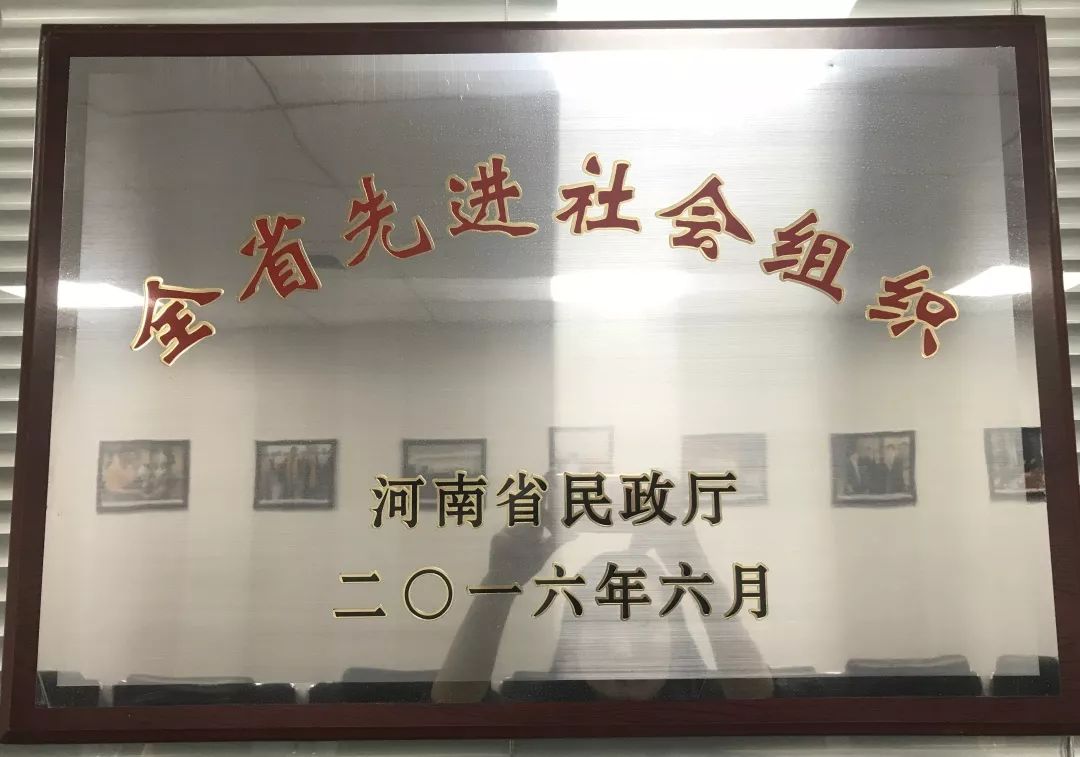 全省先进社会组织
河南省民政厅
二〇一六年六月